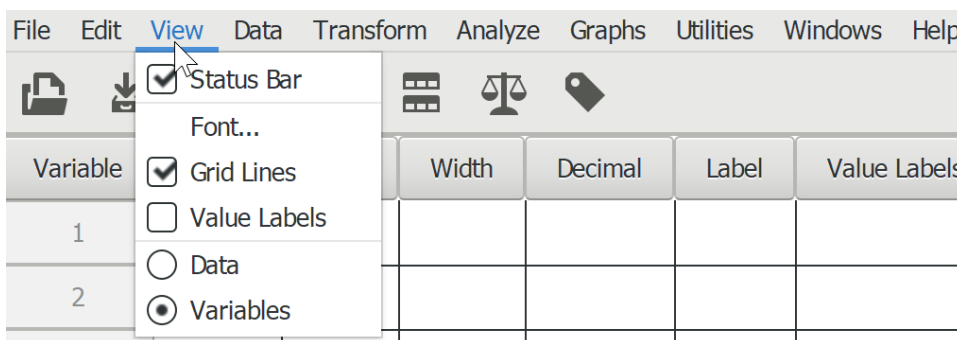 File Edit View Data Transform Analyze Graphs Utilities Windows Help
Status Bar
Font...
Grid Lines
Value Labels
Data
Variables
Variable Width Decimal Label Value Labels
1
2